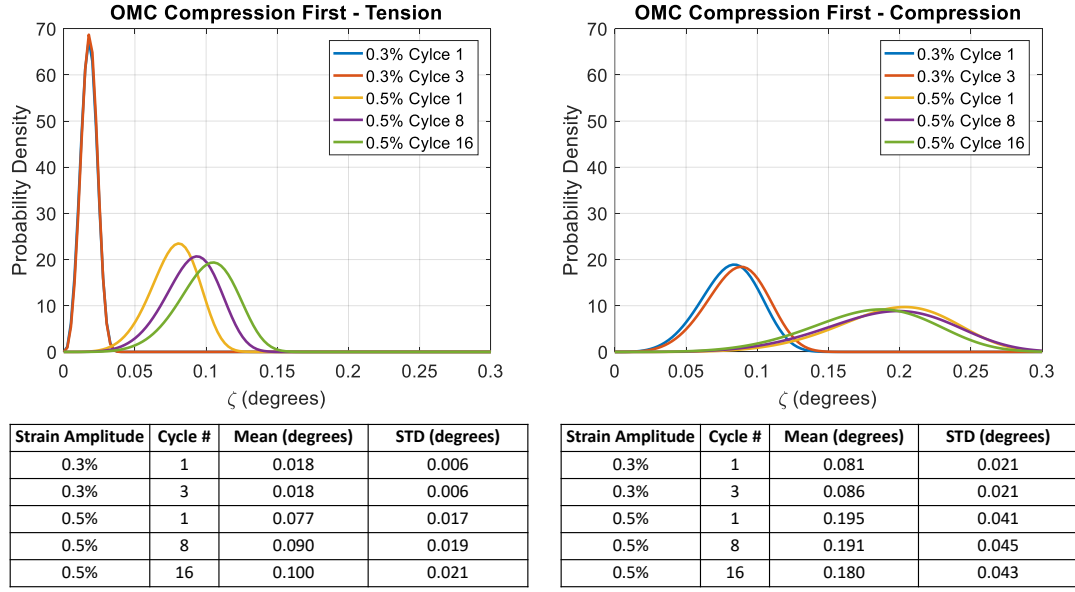 OMC Compression First - Tension
Probability Density
70
60
50
40
30
20
10
0
0.3% Cylce 1
0.3% Cylce 3
0.5% Cylce 1
0.5% Cylce 8
0.5% Cylce 16
0 0.05 0.1 0.15 0.2 0.25 0.3
ζ (degrees)
Strain Amplitude Cycle # Mean (degrees) STD (degrees)
0.3% 1 0.018 0.006
0.3% 3 0.018 0.006
0.5% 1 0.077 0.017
0.5% 8 0.090 0.019
0.5% 16 0.100 0.021
OMC Compression First - Compression
Probability Density
70
60
50
40
30
20
10
0
0.3% Cylce 1
0.3% Cylce 3
0.5% Cylce 1
0.5% Cylce 8
0.5% Cylce 16
0 0.05 0.1 0.15 0.2 0.25 0.3
ζ (degrees)
Strain Amplitude Cycle # Mean (degrees) STD (degrees)
0.3% 1 0.081 0.021
0.3% 3 0.086 0.021
0.5% 1 0.195 0.041
0.5% 8 0.191 0.045
0.5% 16 0.180 0.043